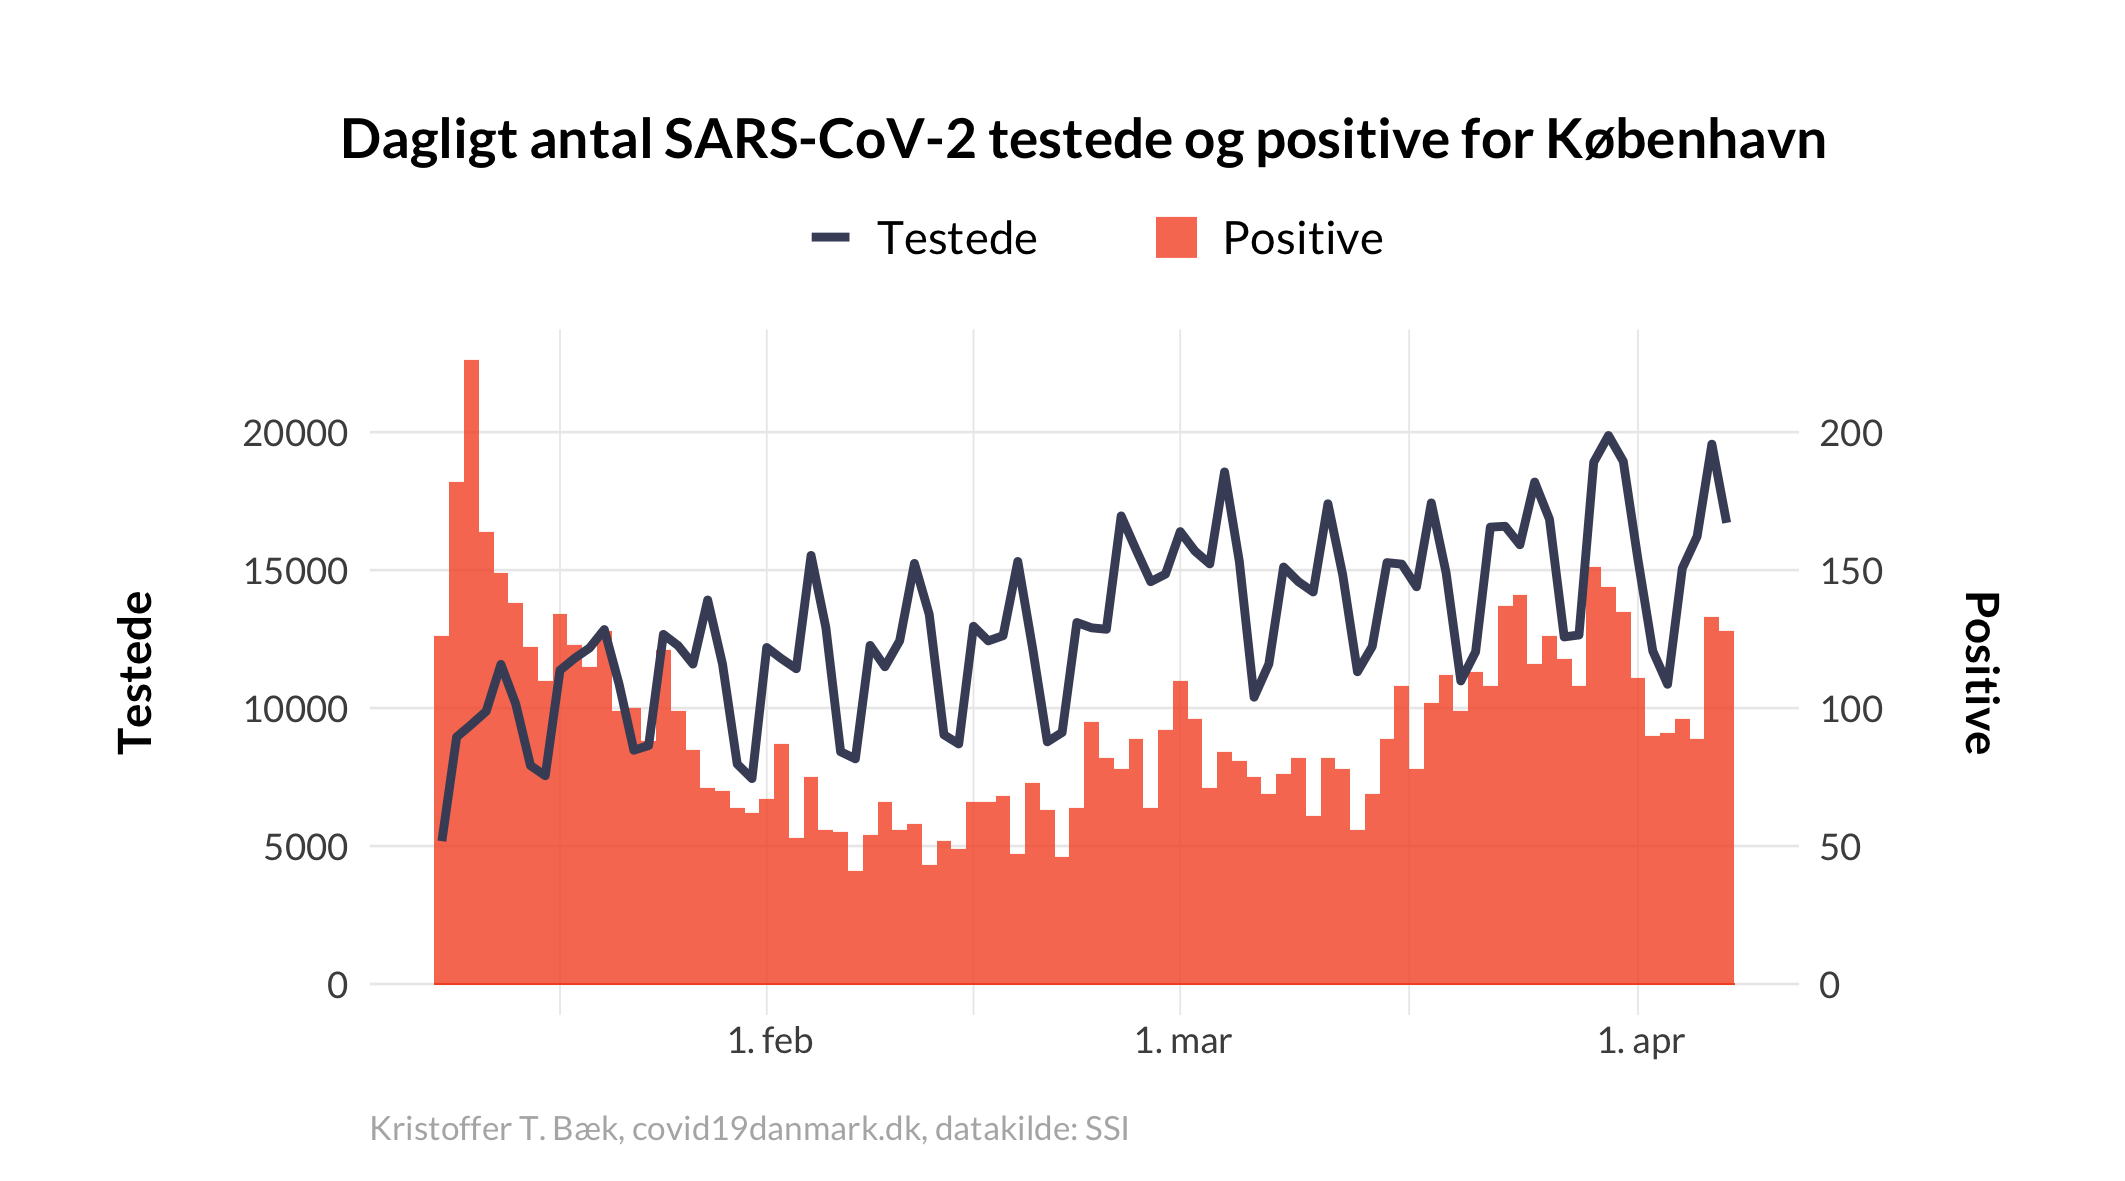 Dagligt antal SARS-CoV-2 testede og positive for København
Testede
Positive
Testede
Positive
20000
15000
10000
5000
0
200
150
100
50
0
1. feb
1. mar
1. apr
Kristoffer T. Bæk, covid19danmark.dk, datakilde: SSI